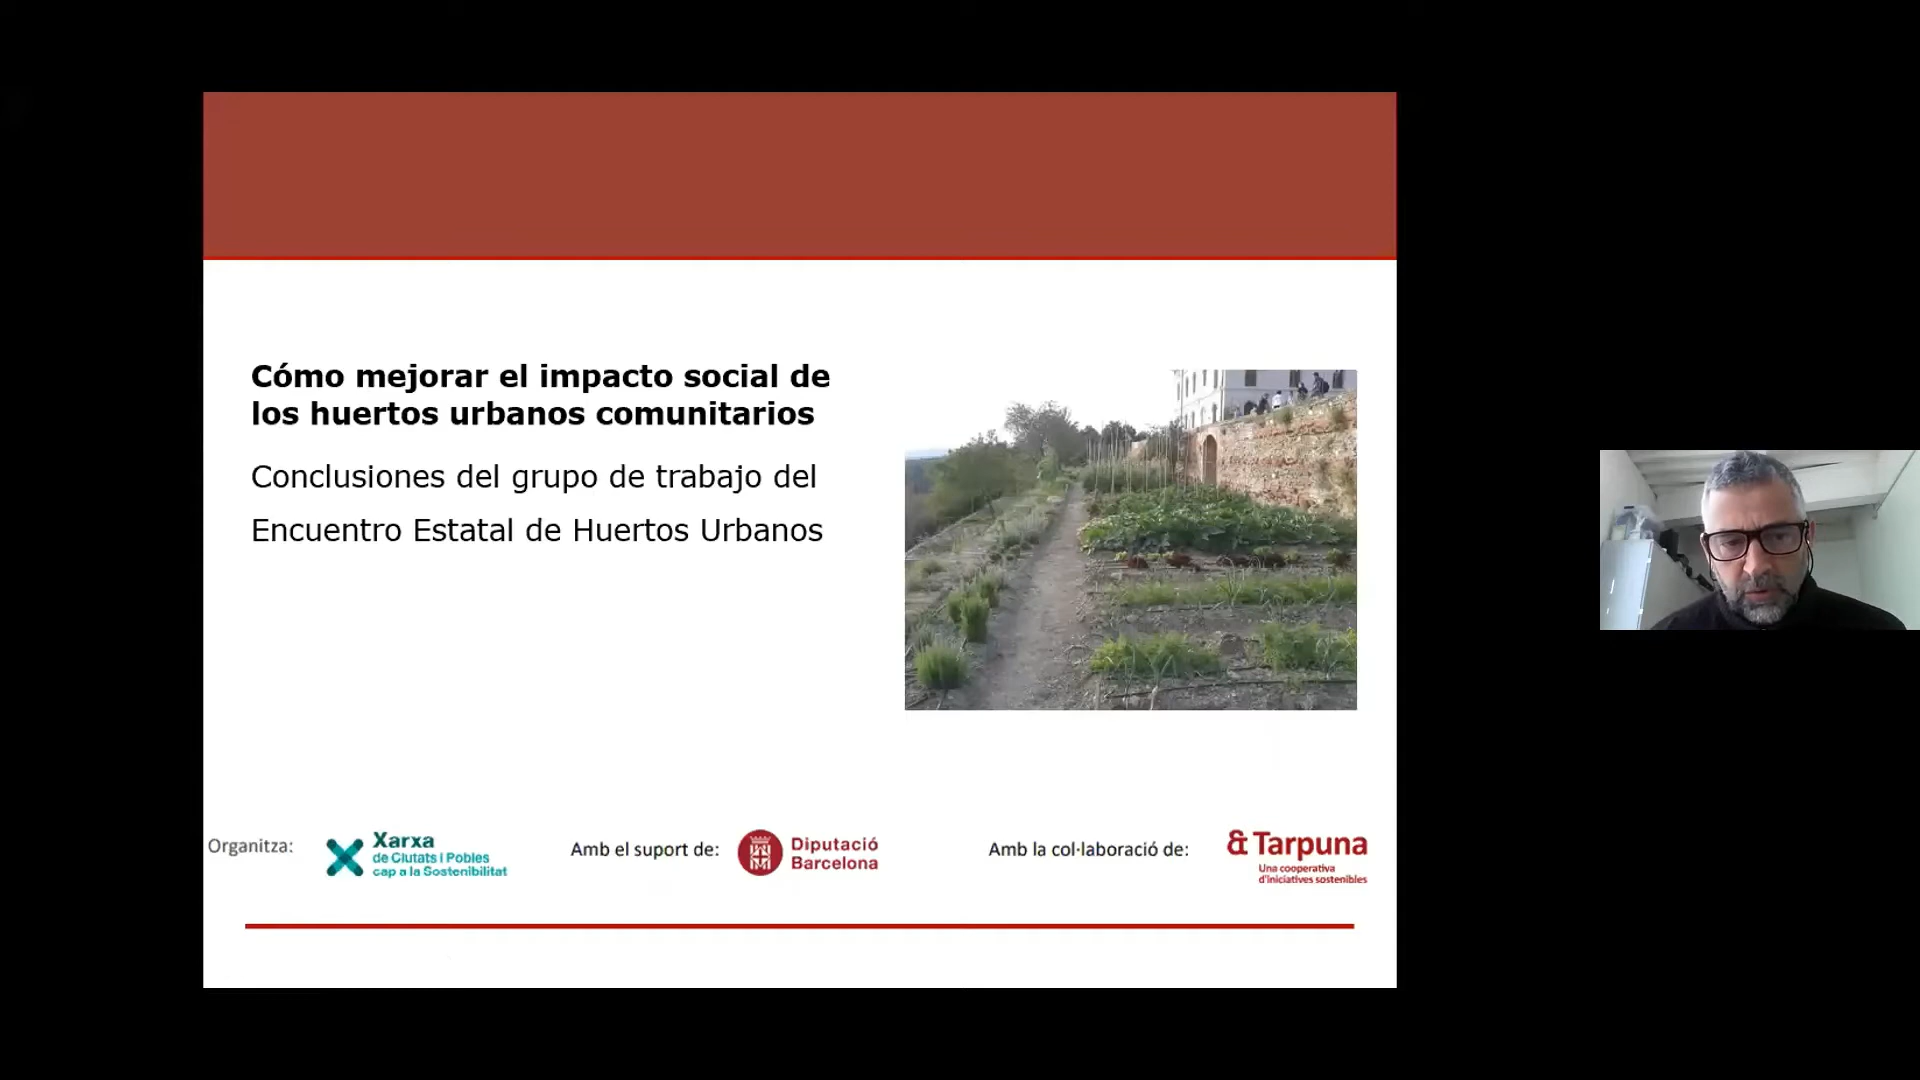 Cómo mejorar el impacto social de
los huertos urbanos comunitarios
Conclusiones del grupo de trabajo del
Encuentro Estatal de Huertos Urbanos
Organitza:
Xarxa
de Ciutats i Pobles
cap a la Sostenibilitat
Amb el suport de:
Diputació
Barcelona
Amb la col·laboració de:
Tarpuna
Una cooperativa
d'iniciatives sostenibles